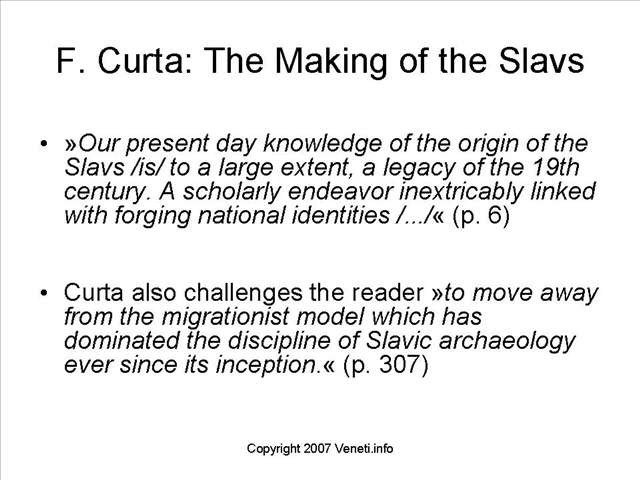 F. Curta: The Making of the Slavs
• »Our present day knowledge of the origin of the
Slavs /is/ to a large extent, a legacy of the 19th
century. A scholarly endeavor inextricably linked
with forging national identities /.../« (p. 6)
• Curta also challenges the reader »to move away
from the migrationist model which has
dominated the discipline of Slavic archaeology
ever since its inception.« (p. 307)
Copyright 2007 Veneti.info